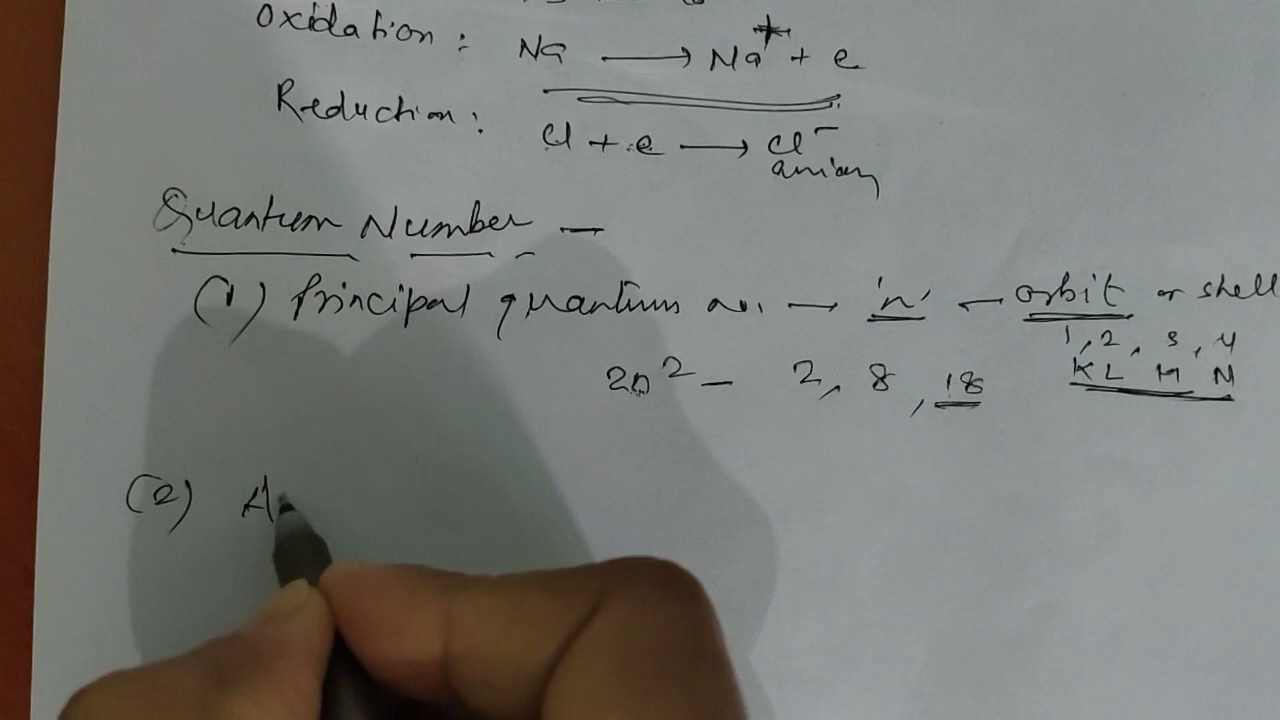 Oxidation : Na → Na⁺ + e
Reduction : Cl + e → Cl⁻
anion
Quantum Number –
(1) Principal quantum no. → 'n' ← orbit or shell
1, 2, 3, 4
2n² – 2, 8, 18 K L M N
(2) A